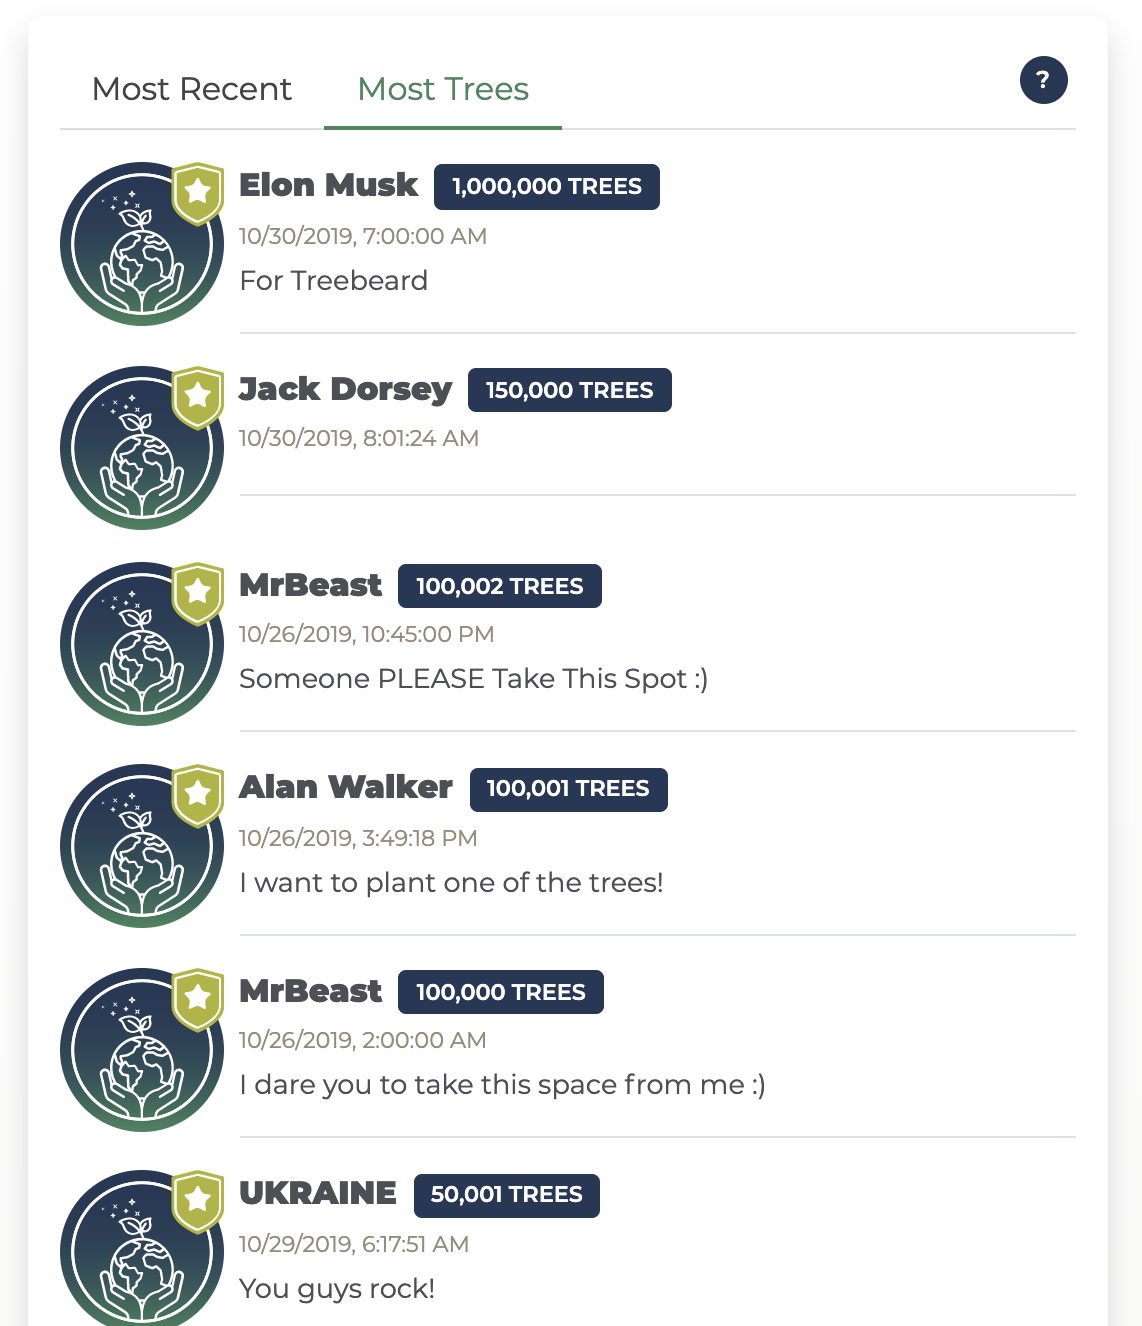 Most Recent Most Trees ?
Elon Musk 1,000,000 TREES
10/30/2019, 7:00:00 AM
For Treebeard
Jack Dorsey 150,000 TREES
10/30/2019, 8:01:24 AM
MrBeast 100,002 TREES
10/26/2019, 10:45:00 PM
Someone PLEASE Take This Spot :)
Alan Walker 100,001 TREES
10/26/2019, 3:49:18 PM
I want to plant one of the trees!
MrBeast 100,000 TREES
10/26/2019, 2:00:00 AM
I dare you to take this space from me :)
UKRAINE 50,001 TREES
10/29/2019, 6:17:51 AM
You guys rock!